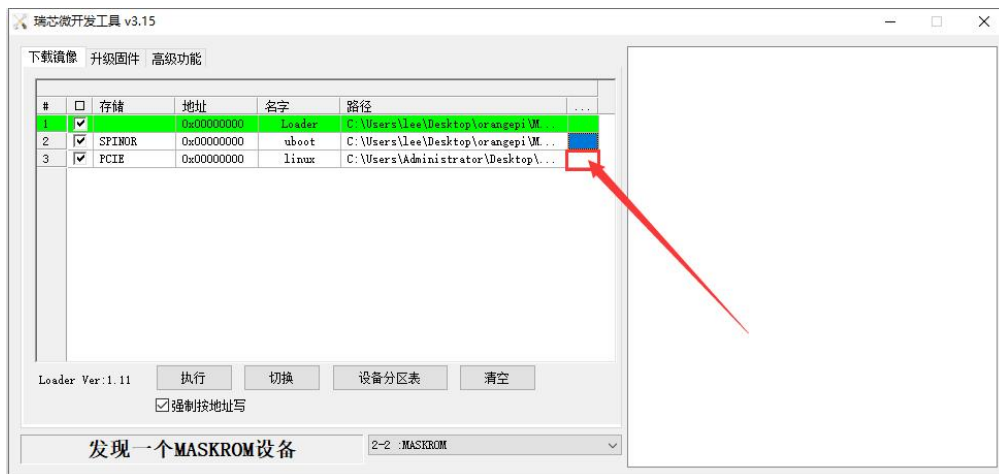 瑞芯微开发工具 v3.15
下载镜像 升级固件 高级功能
# 存储 地址 名字 路径 ...
1 0x00000000 Loader C:\Users\lee\Desktop\orangepi\M...
2 SPINOR 0x00000000 uboot C:\Users\lee\Desktop\orangepi\M...
3 PCIE 0x00000000 linux C:\Users\Administrator\Desktop\...
Loader Ver:1.11 执行 切换 设备分区表 清空
强制按地址写
发现一个MASKROM设备 2-2 :MASKROM